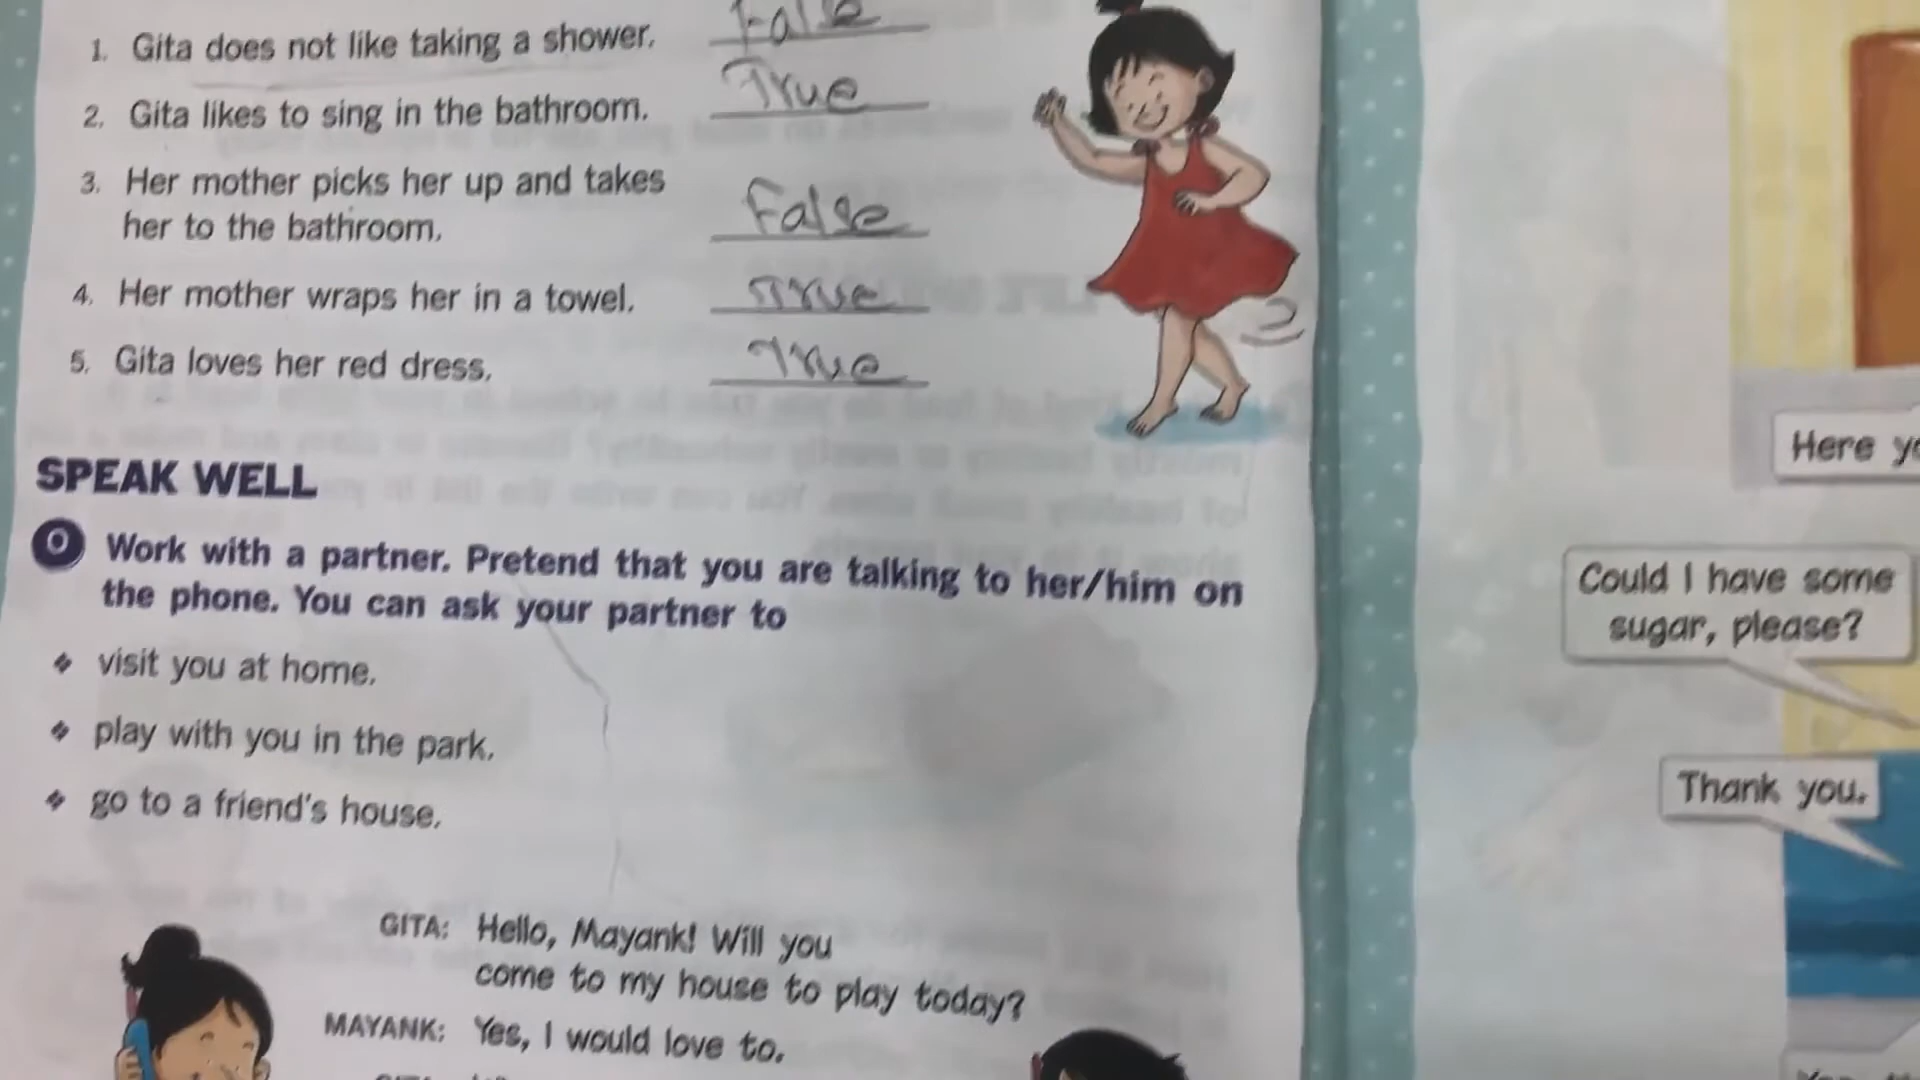 1. Gita does not like taking a shower. False
2. Gita likes to sing in the bathroom. True
3. Her mother picks her up and takes
her to the bathroom. False
4. Her mother wraps her in a towel. True
5. Gita loves her red dress. True
SPEAK WELL
O Work with a partner. Pretend that you are talking to her/him on
the phone. You can ask your partner to
visit you at home.
play with you in the park.
go to a friend's house.
GITA: Hello, Mayank! Will you
come to my house to play today?
MAYANK: Yes, I would love to.
Here
Could I have some
sugar, please?
Thank you.